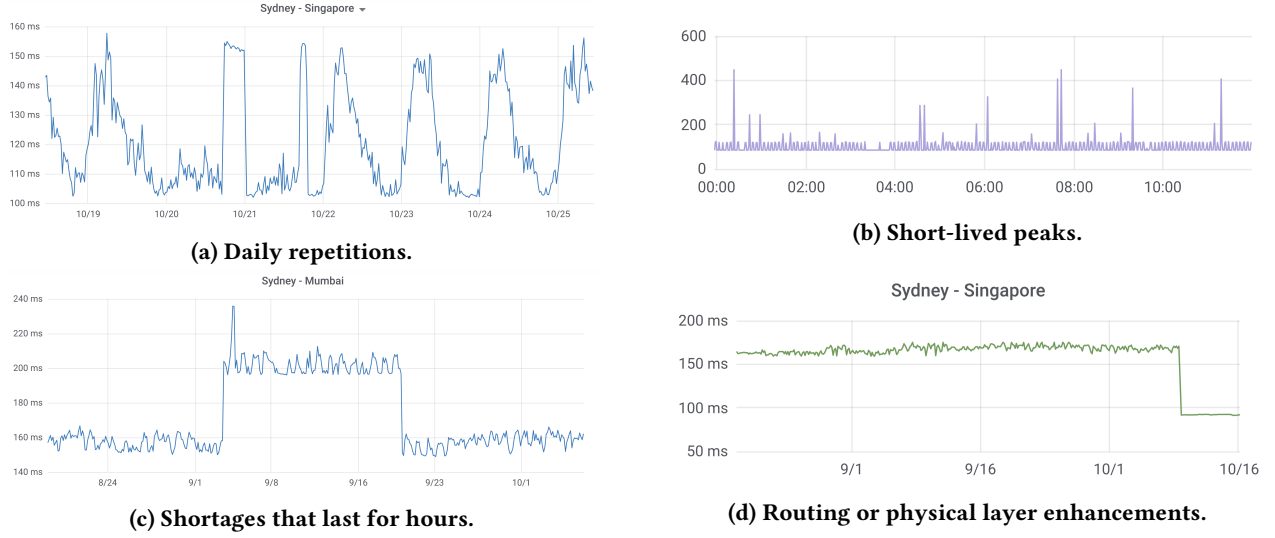 Sydney - Singapore
160 ms
150 ms
140 ms
130 ms
120 ms
110 ms
100 ms
10/19 10/20 10/21 10/22 10/23 10/24 10/25
(a) Daily repetitions.
600
400
200
0
00:00 02:00 04:00 06:00 08:00 10:00
(b) Short-lived peaks.
Sydney - Mumbai
240 ms
220 ms
200 ms
180 ms
160 ms
140 ms
8/24 9/1 9/8 9/16 9/23 10/1
(c) Shortages that last for hours.
Sydney - Singapore
200 ms
150 ms
100 ms
50 ms
9/1 9/16 10/1 10/16
(d) Routing or physical layer enhancements.